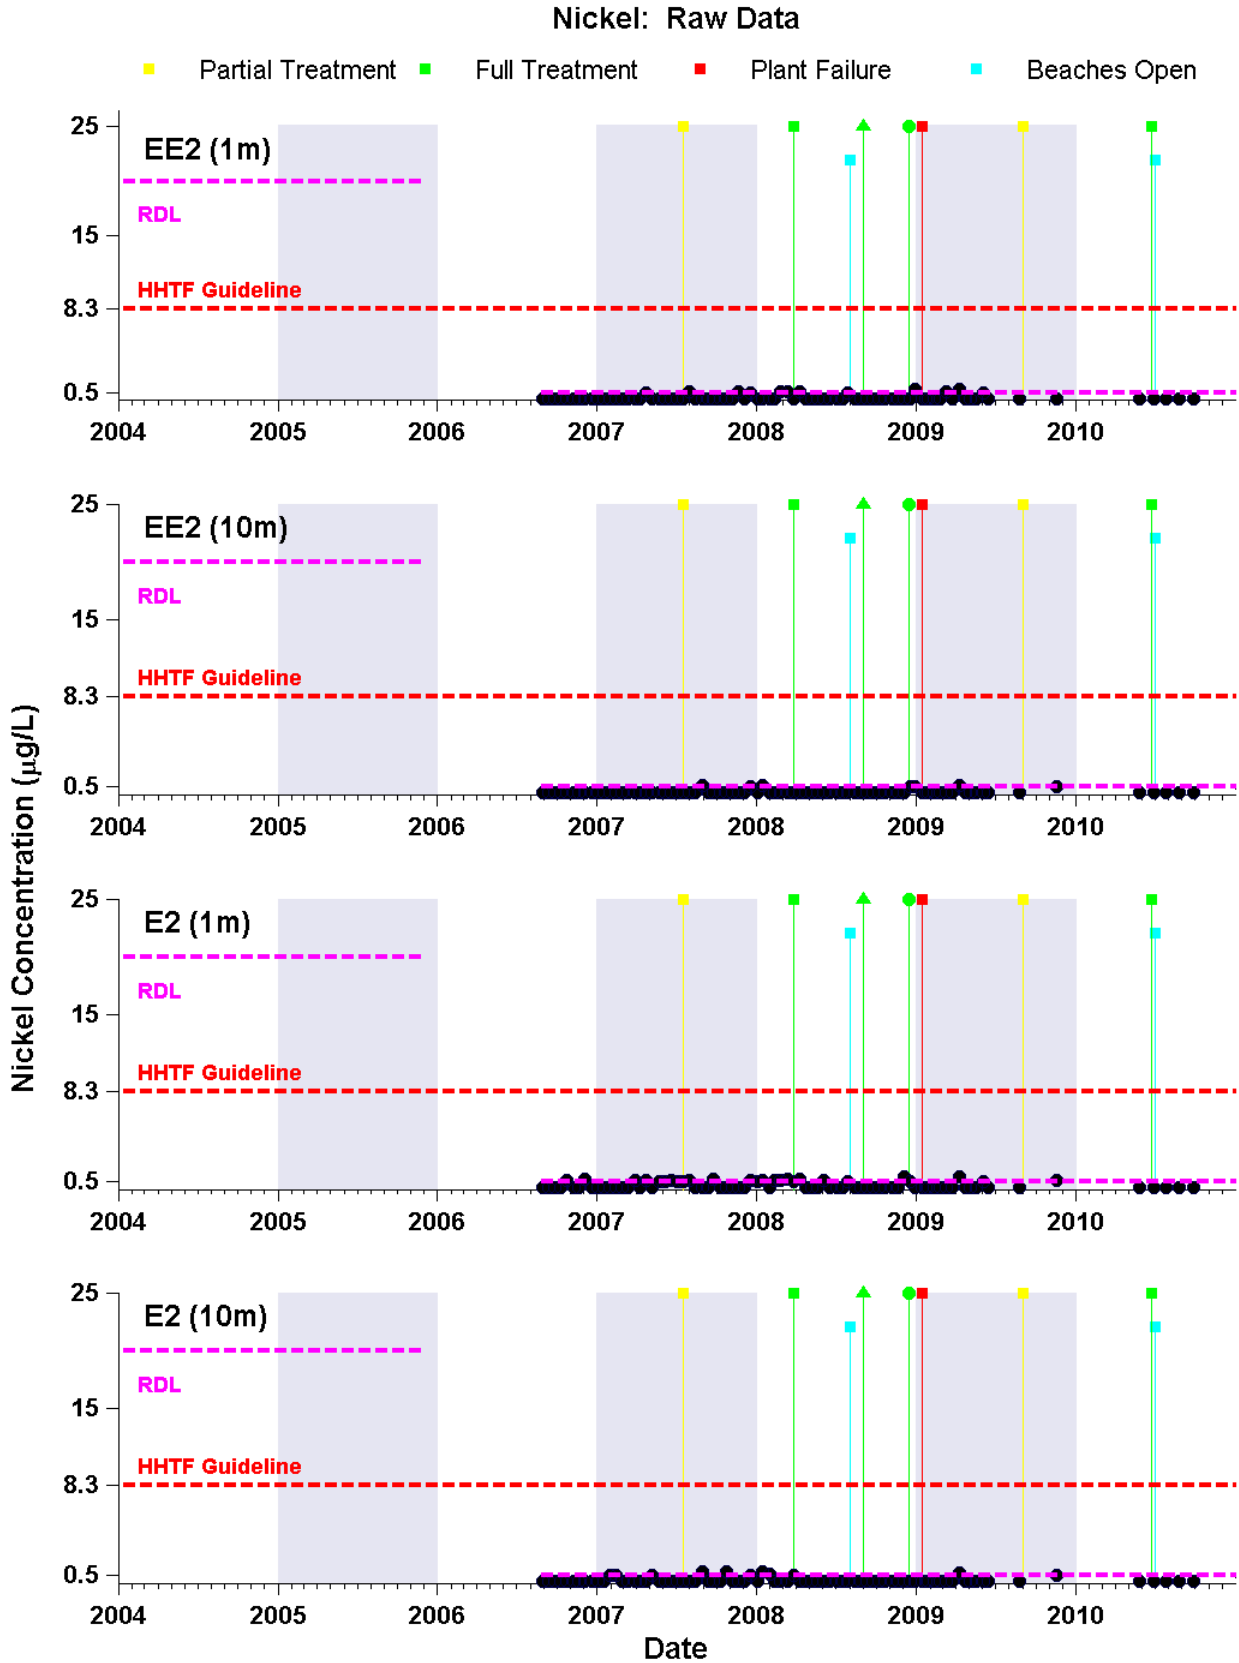 Nickel:  Raw Data
Partial Treatment Full Treatment Plant Failure Beaches Open
25
EE2 (1m)
RDL
15
HHTF Guideline
8.3
0.5
2004 2005 2006 2007 2008 2009 2010
25
EE2 (10m)
RDL
15
HHTF Guideline
8.3
0.5
2004 2005 2006 2007 2008 2009 2010
Nickel Concentration (µg/L)
25
E2 (1m)
RDL
15
HHTF Guideline
8.3
0.5
2004 2005 2006 2007 2008 2009 2010
25
E2 (10m)
RDL
15
HHTF Guideline
8.3
0.5
2004 2005 2006 2007 2008 2009 2010
Date